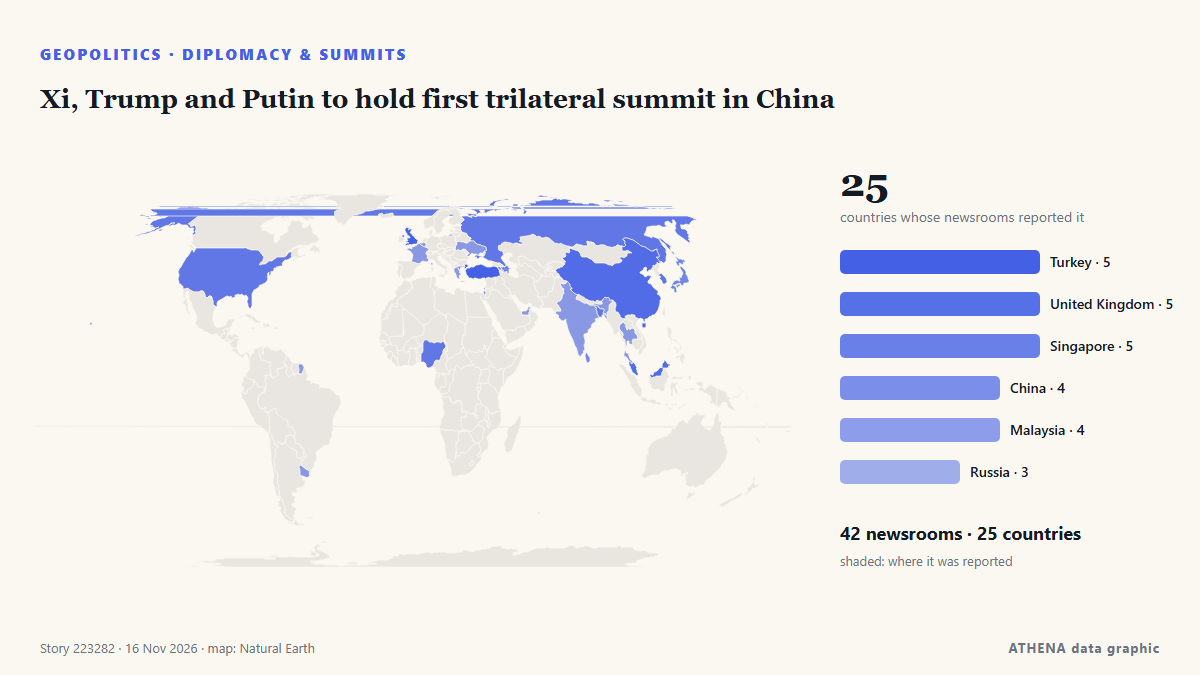 GEOPOLITICS · DIPLOMACY & SUMMITS
Xi, Trump and Putin to hold first trilateral summit in China
25
countries whose newsrooms reported it
Turkey · 5
United Kingdom · 5
Singapore · 5
China · 4
Malaysia · 4
Russia · 3
42 newsrooms · 25 countries
shaded: where it was reported
Story 223282 · 16 Nov 2026 · map: Natural Earth
ATHENA data graphic